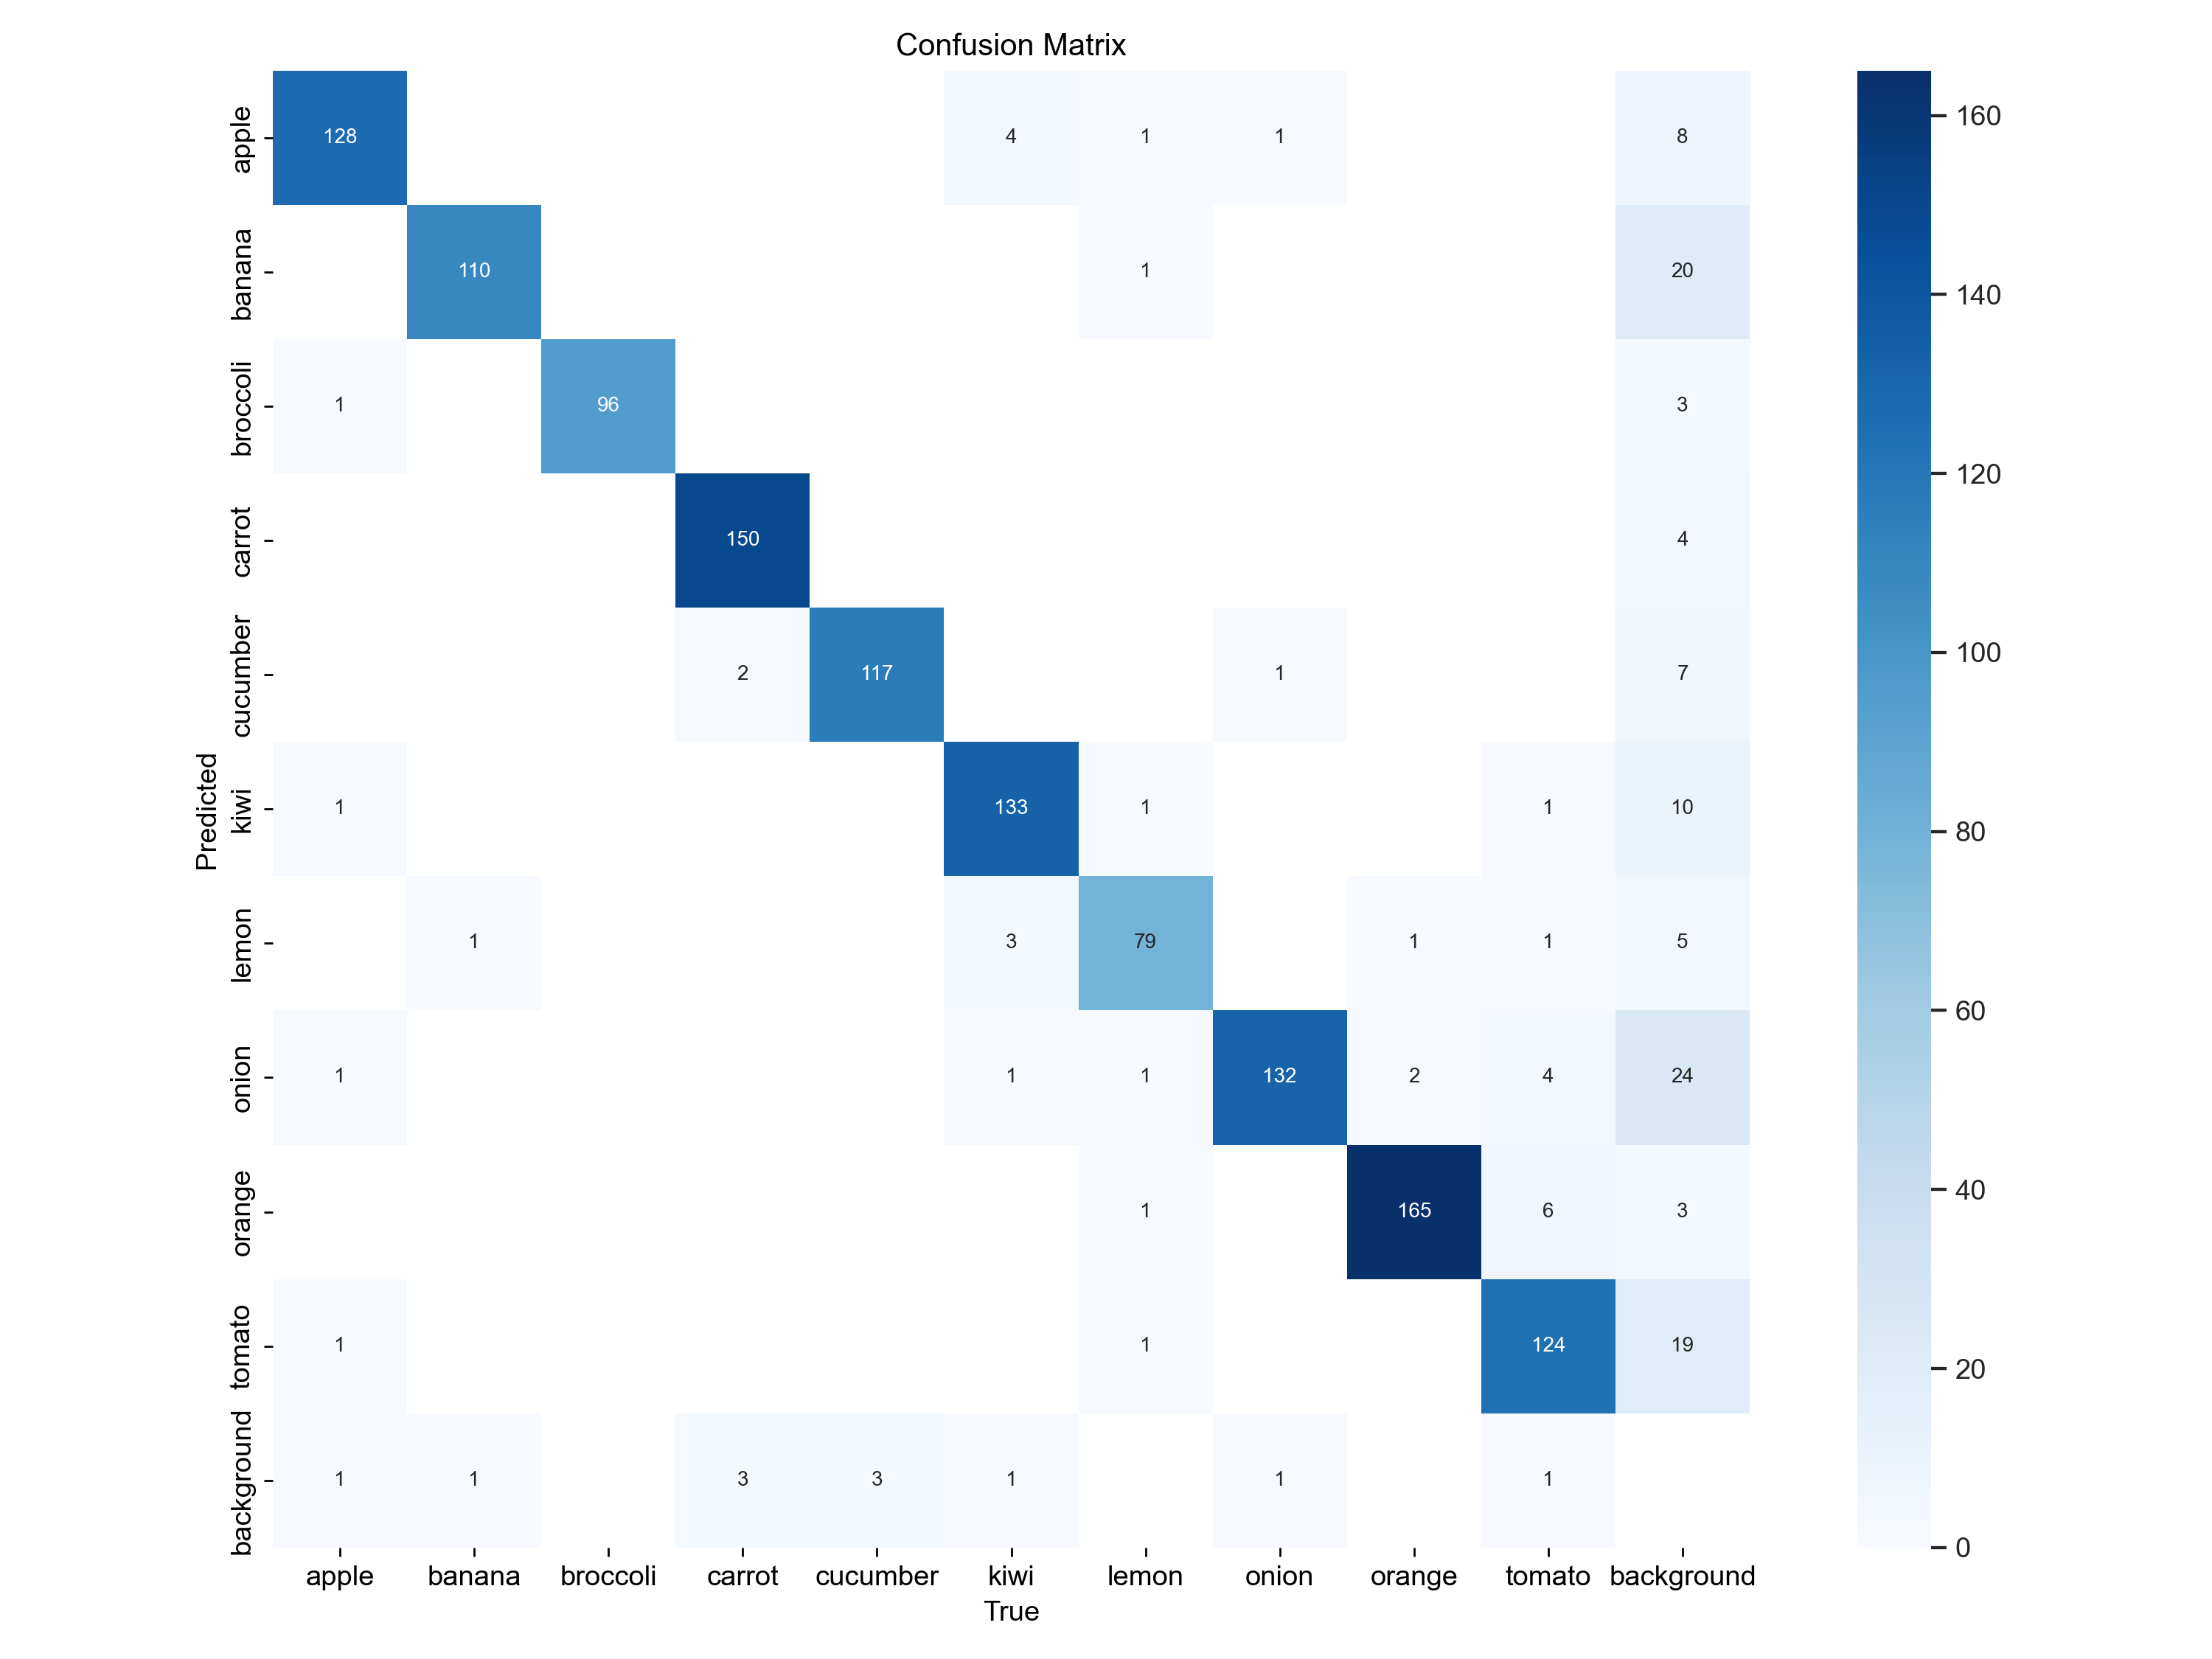 Confusion Matrix
apple 128 4 1 1 8
banana 110 1 20
broccoli 1 96 3
carrot 150 4
cucumber 2 117 1 7
kiwi 1 133 1 1 10
lemon 1 3 79 1 1 5
onion 1 1 1 132 2 4 24
orange 1 165 6 3
tomato 1 1 124 19
background 1 1 3 3 1 1 1
apple banana broccoli carrot cucumber kiwi lemon onion orange tomato background
True
Predicted
160
140
120
100
80
60
40
20
0